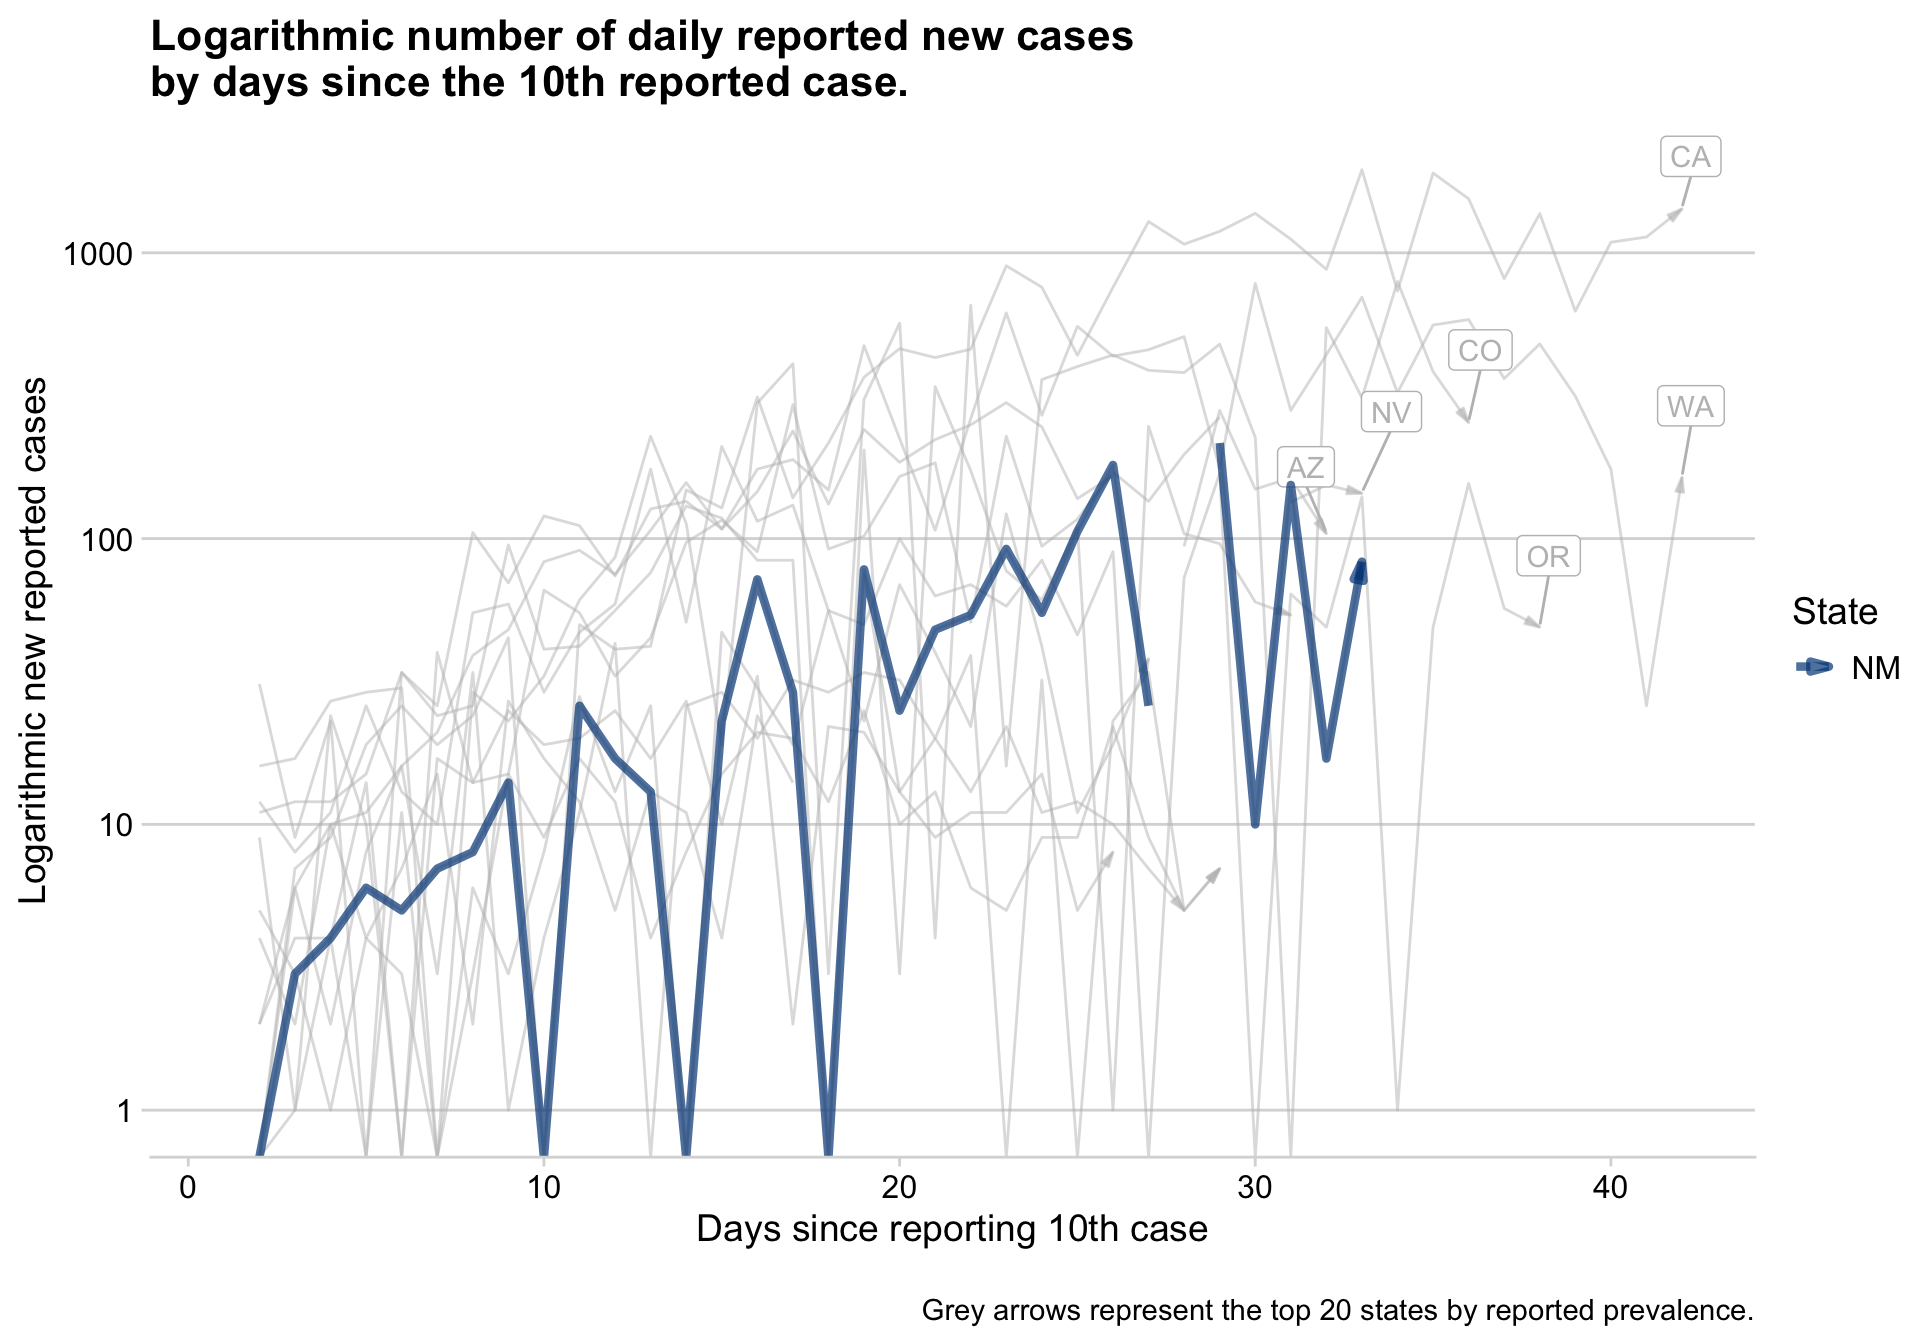 Logarithmic number of daily reported new cases
by days since the 10th reported case.
Logarithmic new reported cases
1000
100
10
1
CA
CO
NV
WA
AZ
OR
State
NM
0 10 20 30 40
Days since reporting 10th case
Grey arrows represent the top 20 states by reported prevalence.